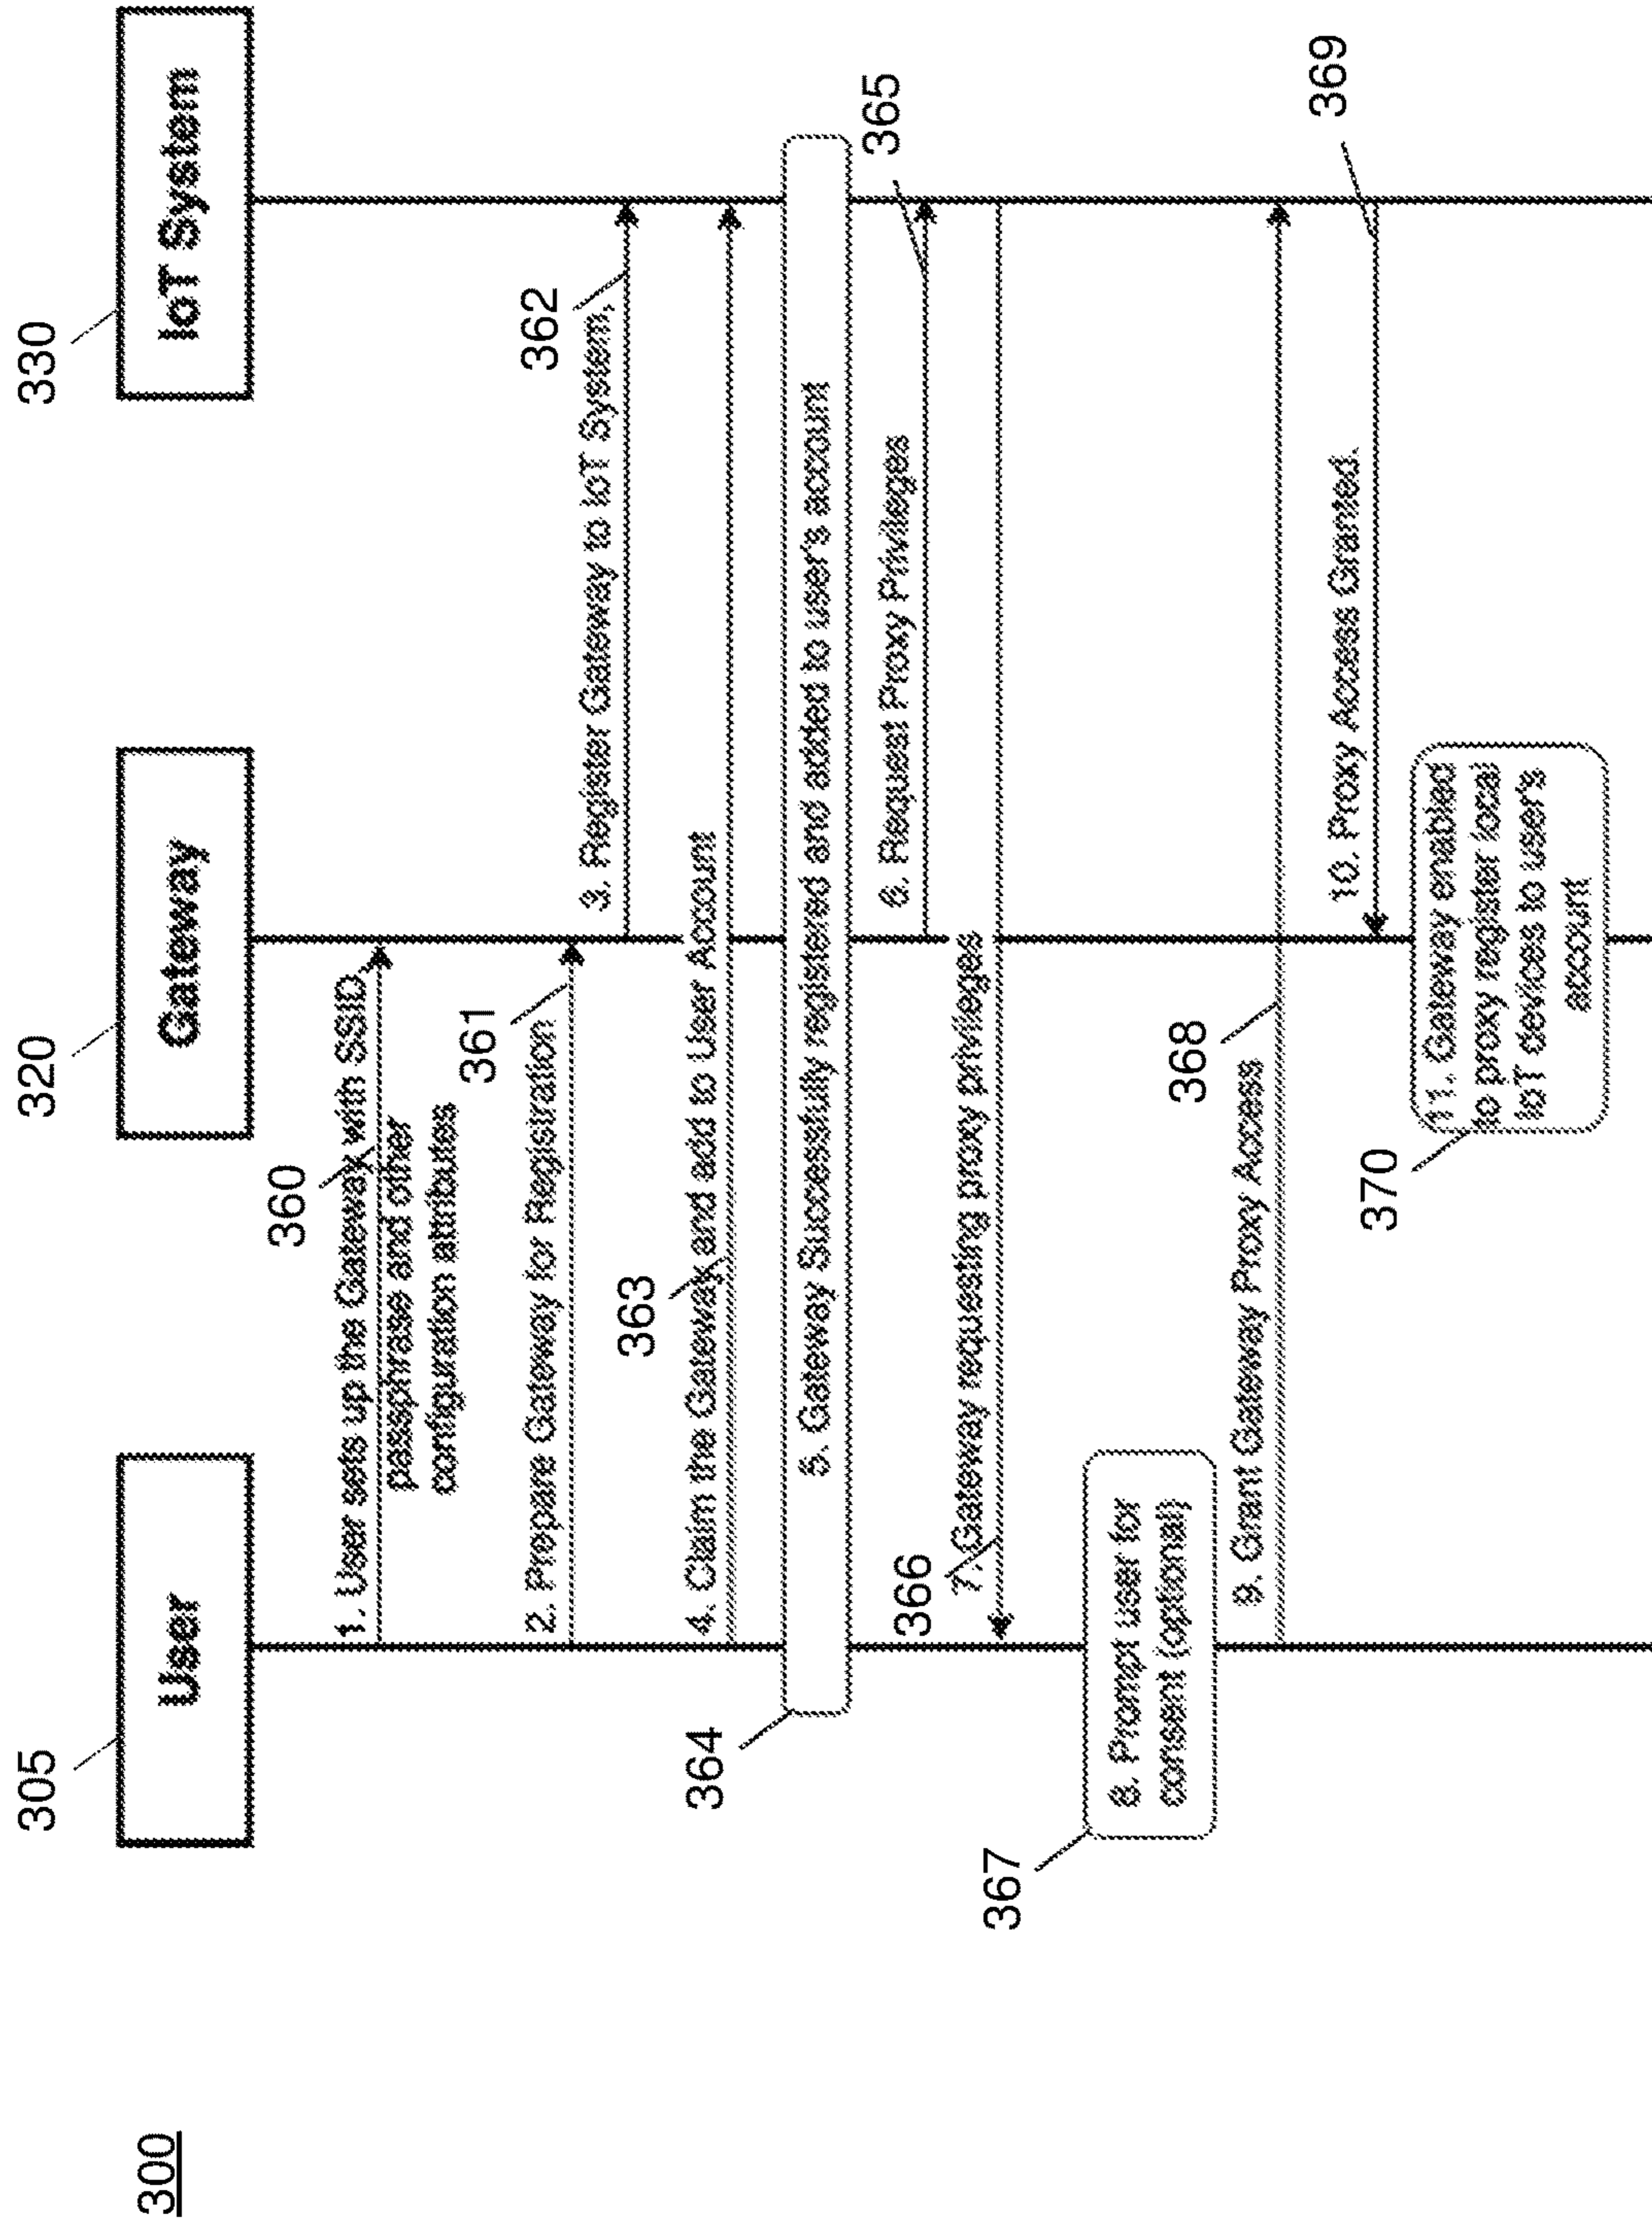 300
305
User
320
Gateway
330
IoT System
360
1. User sets up the Gateway with SSID,
passphrase and other
configuration attributes
361
2. Prepare Gateway for Registration
362
3. Register Gateway to IoT System,
363
4. Claim the Gateway and add to User Account
364
5. Gateway Successfully registered and added to user's account
365
6. Request Proxy Privileges
366
7. Gateway requesting proxy privileges
367
8. Prompt user for
consent (optional)
368
9. Grant Gateway Proxy Access
369
10. Proxy Access Granted.
370
11. Gateway enabled
to proxy register local
IoT devices to user's
account